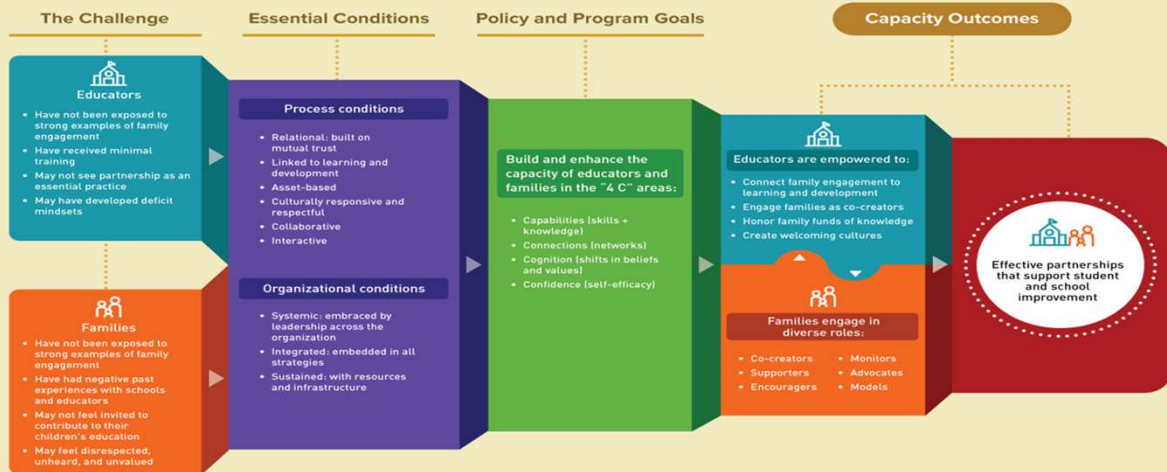 The Challenge
Essential Conditions
Policy and Program Goals
Capacity Outcomes
Educators
• Have not been exposed to
strong examples of family
engagement
• Have received minimal
training
• May not see partnership as an
essential practice
• May have developed deficit
mindsets
Families
• Have not been exposed to
strong examples of family
engagement
• Have had negative past
experiences with schools
and educators
• May not feel invited to
contribute to their
children's education
• May feel disrespected,
unheard, and unvalued
Process conditions
• Relational: built on
mutual trust
• Linked to learning and
development
• Asset-based
• Culturally responsive and
respectful
• Collaborative
• Interactive
Organizational conditions
• Systemic: embraced by
leadership across the
organization
• Integrated: embedded in all
strategies
• Sustained: with resources
and infrastructure
Build and enhance the
capacity of educators and
families in the "4 C" areas:
• Capabilities (skills +
knowledge)
• Connections (networks)
• Cognition (shifts in beliefs
and values)
• Confidence (self-efficacy)
Educators are empowered to:
• Connect family engagement to
learning and development
• Engage families as co-creators
• Honor family funds of knowledge
• Create welcoming cultures
Families engage in
diverse roles:
• Co-creators
• Supporters
• Encouragers
• Monitors
• Advocates
• Models
Effective partnerships
that support student
and school
improvement